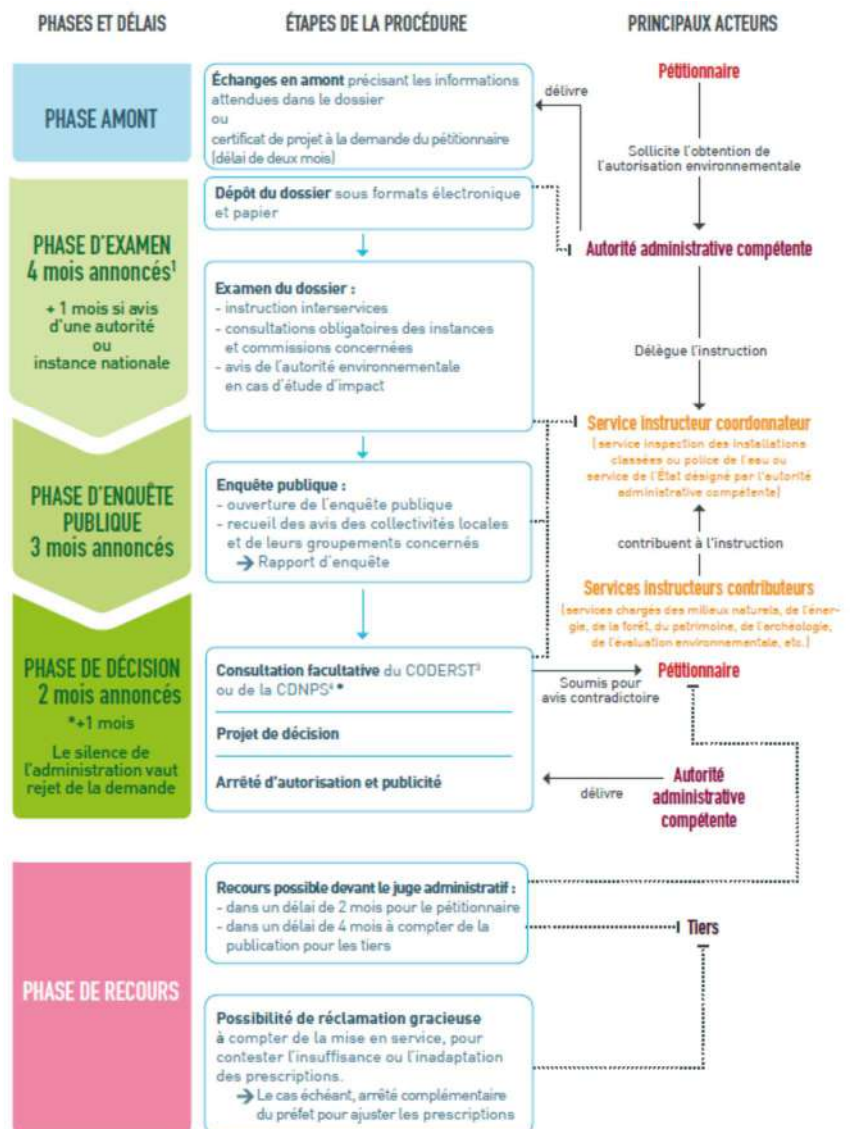 PHASES ET DÉLAIS
ÉTAPES DE LA PROCÉDURE
PRINCIPAUX ACTEURS
PHASE AMONT
Échanges en amont précisant les informations
attendues dans le dossier
ou
certificat de projet à la demande du pétitionnaire
(délai de deux mois)
délivre
Pétitionnaire
Sollicite l'obtention de
l'autorisation environnementale
PHASE D'EXAMEN
4 mois annoncés¹
+ 1 mois si avis
d'une autorité
ou
instance nationale
Dépôt du dossier sous formats électronique
et papier
Autorité administrative compétente
Examen du dossier :
- instruction interservices
- consultations obligatoires des instances
et commissions concernées
- avis de l'autorité environnementale
en cas d'étude d'impact
Délègue l'instruction
Service instructeur coordonnateur
(service inspection des installations
classées ou police de l'eau ou
service de l'État désigné par l'autorité
administrative compétente)
PHASE D'ENQUÊTE
PUBLIQUE
3 mois annoncés
Enquête publique :
- ouverture de l'enquête publique
- recueil des avis des collectivités locales
et de leurs groupements concernés
→ Rapport d'enquête
contribuent à l'instruction
Services instructeurs contributeurs
(services chargés des milieux naturels, de l'éner-
gie, de la forêt, du patrimoine, de l'archéologie,
de l'évaluation environnementale, etc.)
PHASE DE DÉCISION
2 mois annoncés
*+1 mois
Le silence de
l'administration vaut
rejet de la demande
Consultation facultative du CODERST³
ou de la CDNPS⁴ *
Projet de décision
Arrêté d'autorisation et publicité
Soumis pour
avis contradictoire
Pétitionnaire
délivre
Autorité
administrative
compétente
PHASE DE RECOURS
Recours possible devant le juge administratif :
- dans un délai de 2 mois pour le pétitionnaire
- dans un délai de 4 mois à compter de la
publication pour les tiers
Tiers
Possibilité de réclamation gracieuse
à compter de la mise en service, pour
contester l'insuffisance ou l'inadaptation
des prescriptions.
→ Le cas échéant, arrêté complémentaire
du préfet pour ajuster les prescriptions